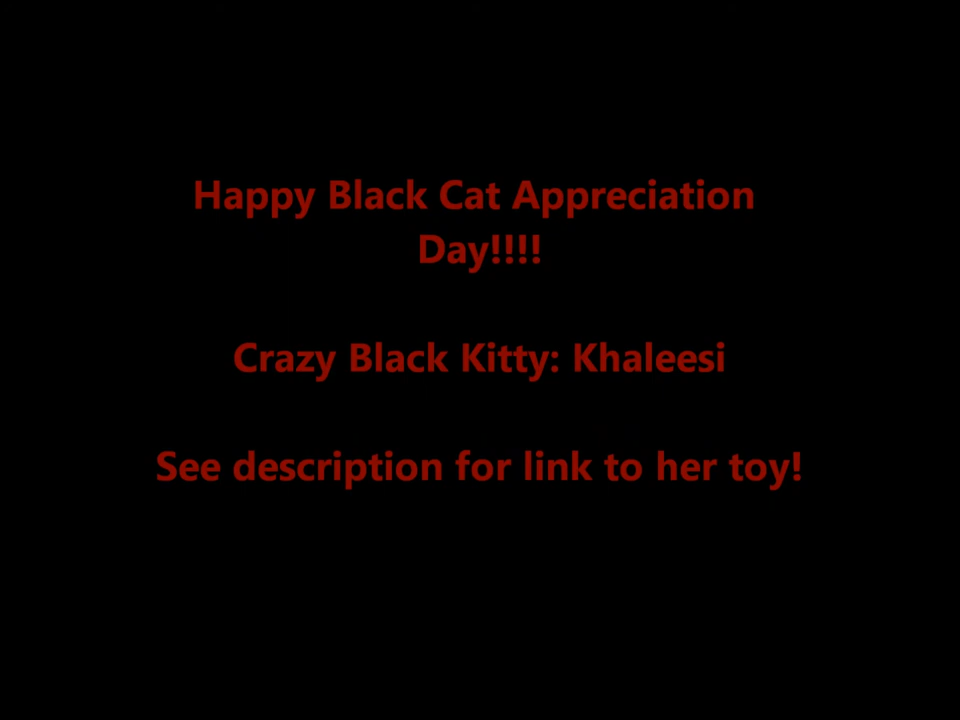 Happy Black Cat Appreciation
Day!!!!
Crazy Black Kitty: Khaleesi
See description for link to her toy!